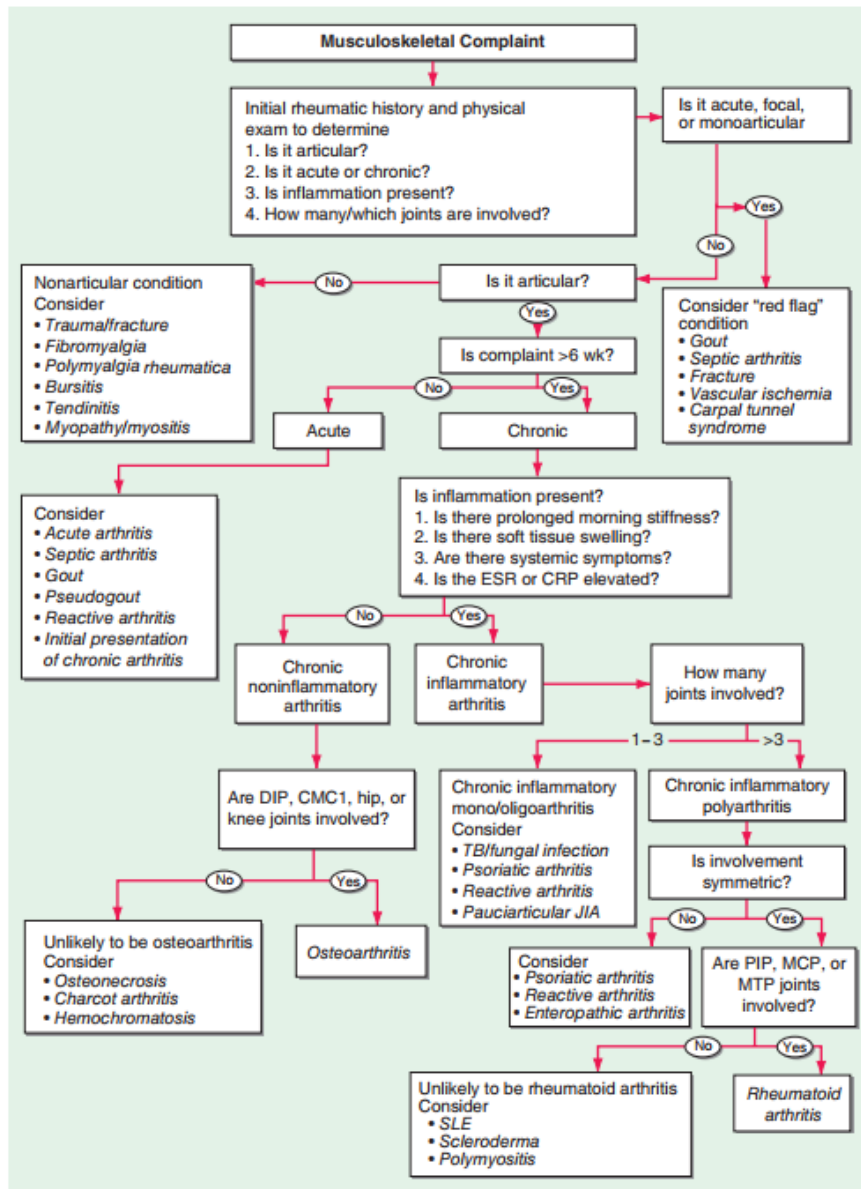 Musculoskeletal Complaint
Initial rheumatic history and physical
exam to determine
1. Is it articular?
2. Is it acute or chronic?
3. Is inflammation present?
4. How many/which joints are involved?
Is it acute, focal,
or monoarticular
Yes
No
Is it articular?
No
Nonarticular condition
Consider
• Trauma/fracture
• Fibromyalgia
• Polymyalgia rheumatica
• Bursitis
• Tendinitis
• Myopathy/myositis
Consider “red flag”
condition
• Gout
• Septic arthritis
• Fracture
• Vascular ischemia
• Carpal tunnel
syndrome
Yes
Is complaint >6 wk?
No
Yes
Acute
Chronic
Consider
• Acute arthritis
• Septic arthritis
• Gout
• Pseudogout
• Reactive arthritis
• Initial presentation
of chronic arthritis
Is inflammation present?
1. Is there prolonged morning stiffness?
2. Is there soft tissue swelling?
3. Are there systemic symptoms?
4. Is the ESR or CRP elevated?
No
Yes
Chronic
noninflammatory
arthritis
Chronic
inflammatory
arthritis
How many
joints involved?
1–3
>3
Are DIP, CMC1, hip, or
knee joints involved?
Chronic inflammatory
mono/oligoarthritis
Consider
• TB/fungal infection
• Psoriatic arthritis
• Reactive arthritis
• Pauciarticular JIA
Chronic inflammatory
polyarthritis
Is involvement
symmetric?
No
Yes
No
Yes
Unlikely to be osteoarthritis
Consider
• Osteonecrosis
• Charcot arthritis
• Hemochromatosis
Osteoarthritis
Consider
• Psoriatic arthritis
• Reactive arthritis
• Enteropathic arthritis
Are PIP, MCP, or
MTP joints
involved?
No
Yes
Unlikely to be rheumatoid arthritis
Consider
• SLE
• Scleroderma
• Polymyositis
Rheumatoid
arthritis